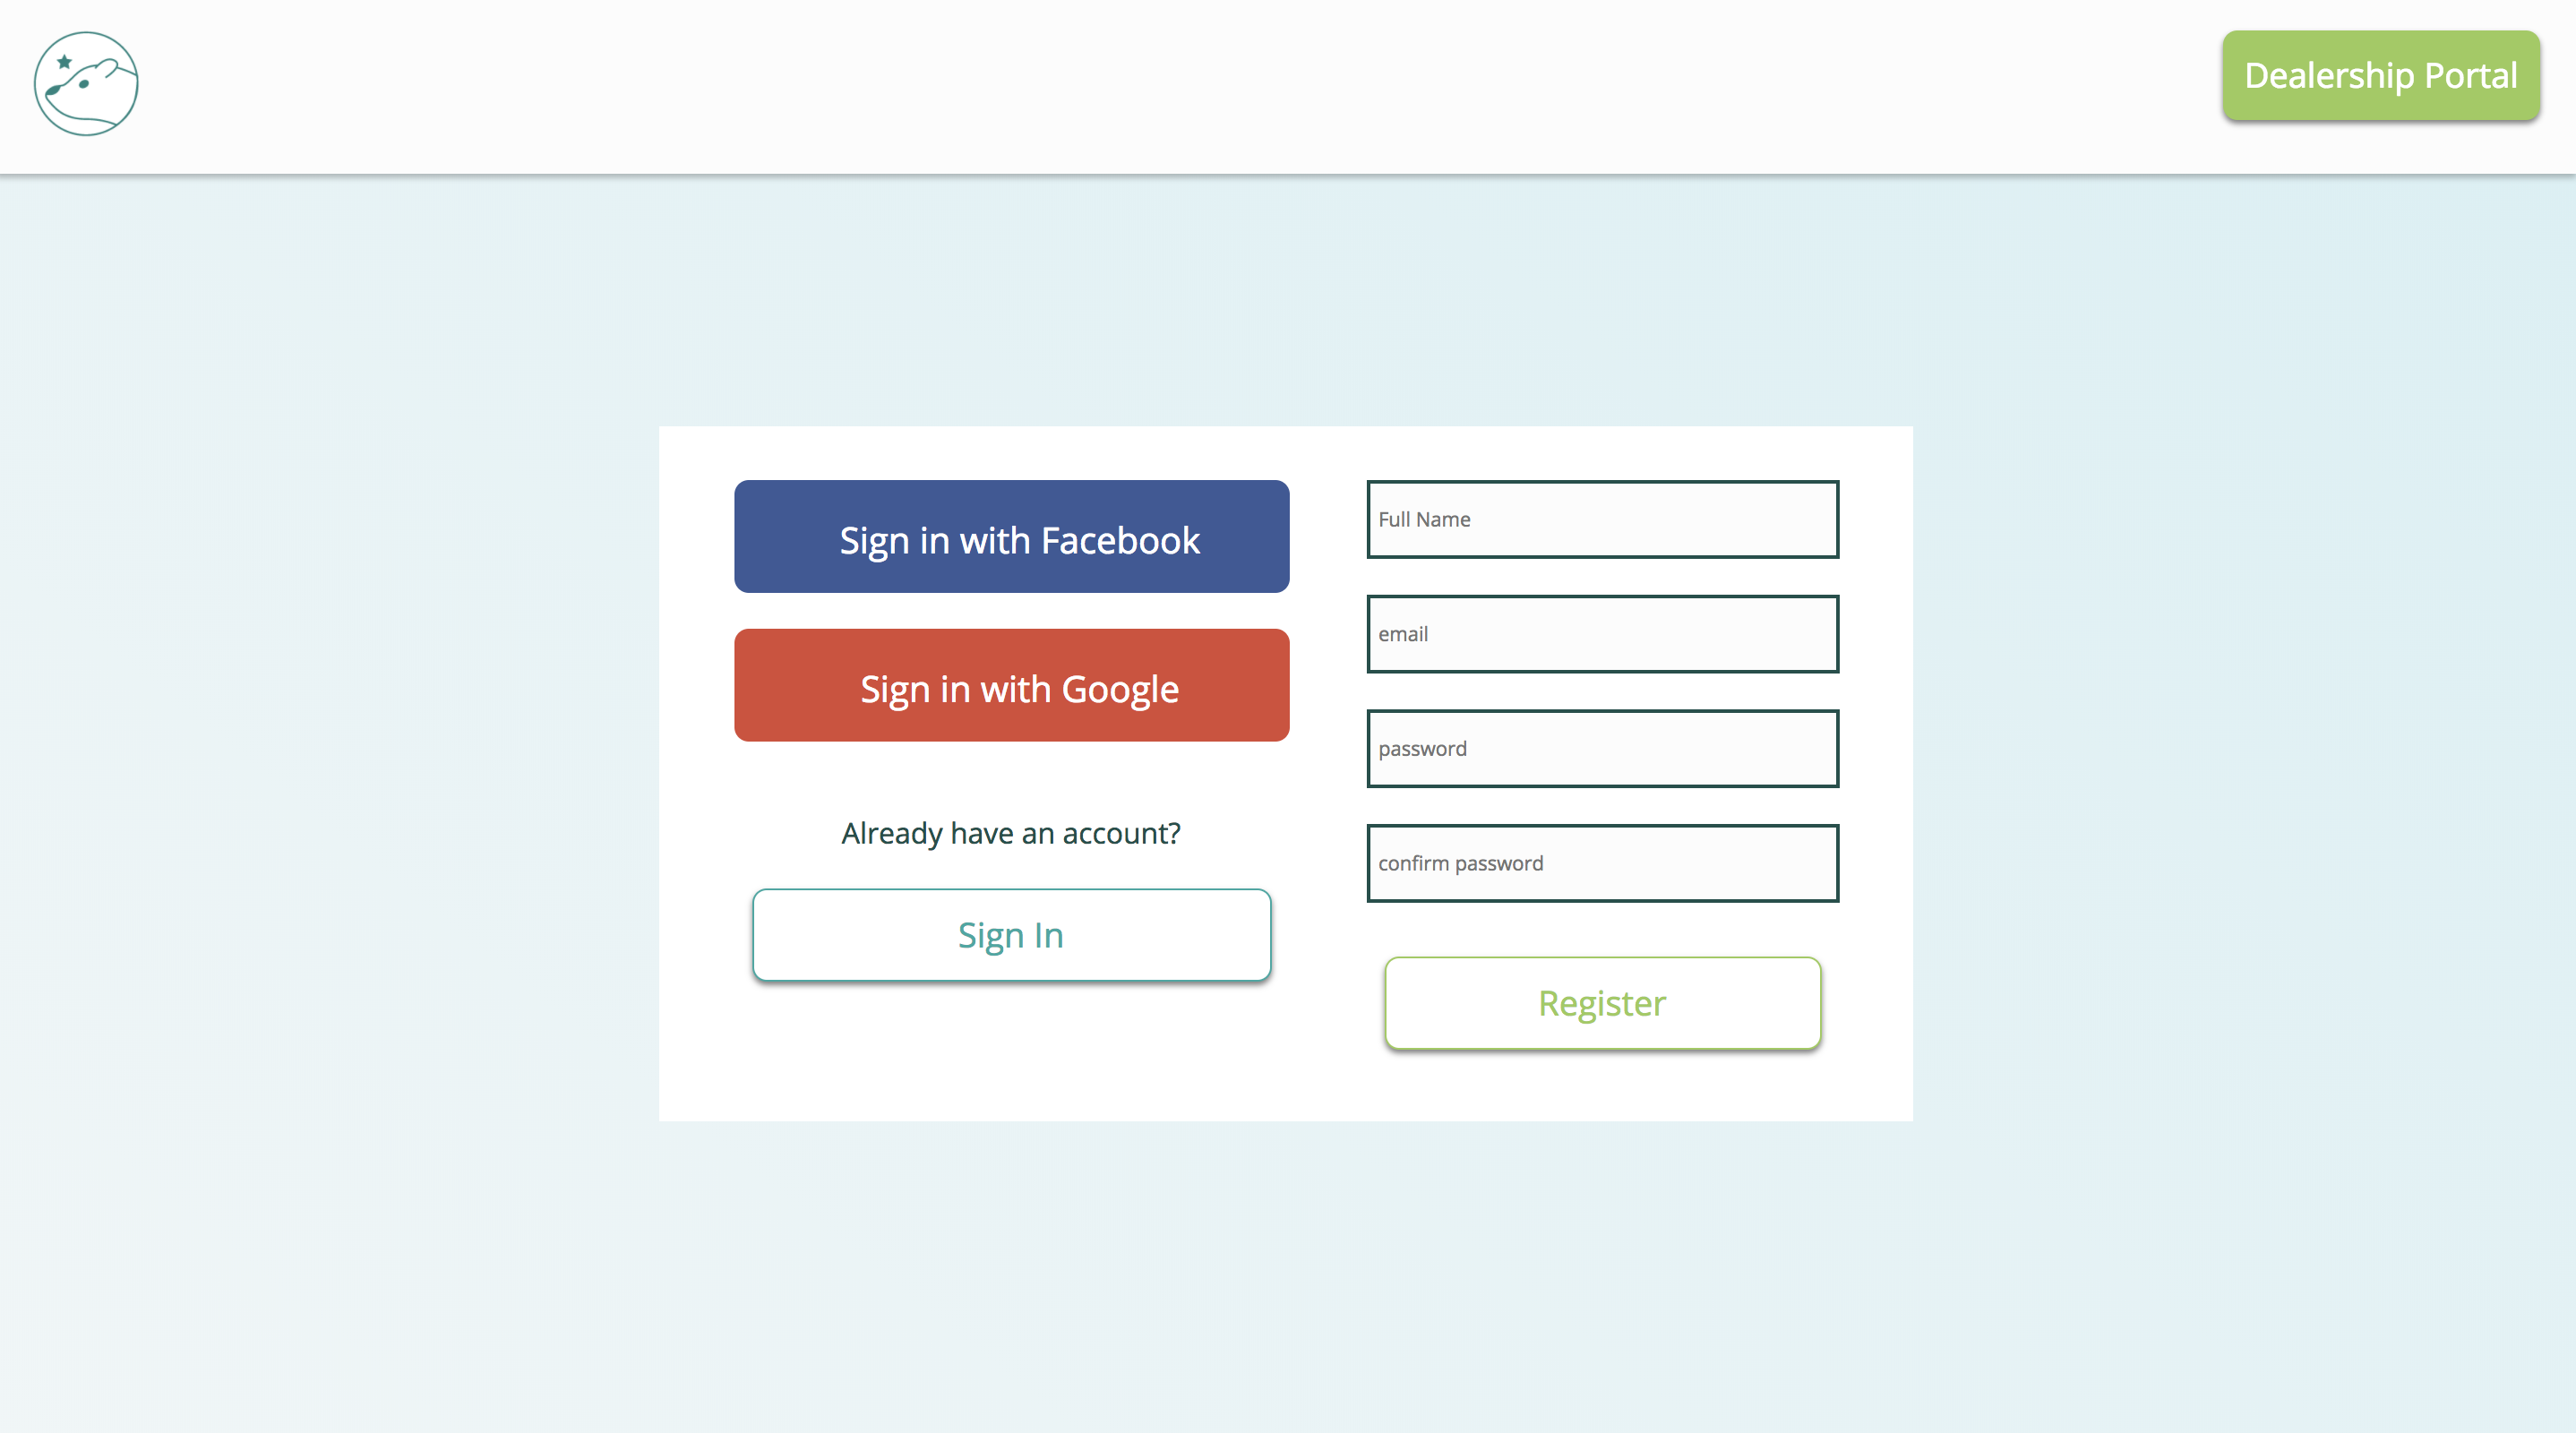 Dealership Portal
Sign in with Facebook
Sign in with Google
Already have an account?
Sign In
Full Name
email
password
confirm password
Register